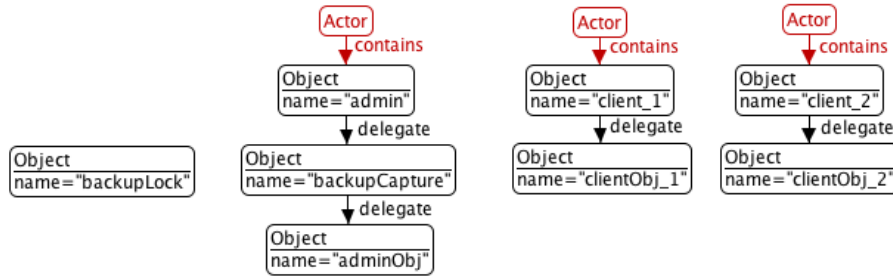 Actor
contains
Object
name="admin"
delegate
Object
name="backupCapture"
delegate
Object
name="adminObj"
Object
name="backupLock"
Actor
contains
Object
name="client_1"
delegate
Object
name="clientObj_1"
Actor
contains
Object
name="client_2"
delegate
Object
name="clientObj_2"